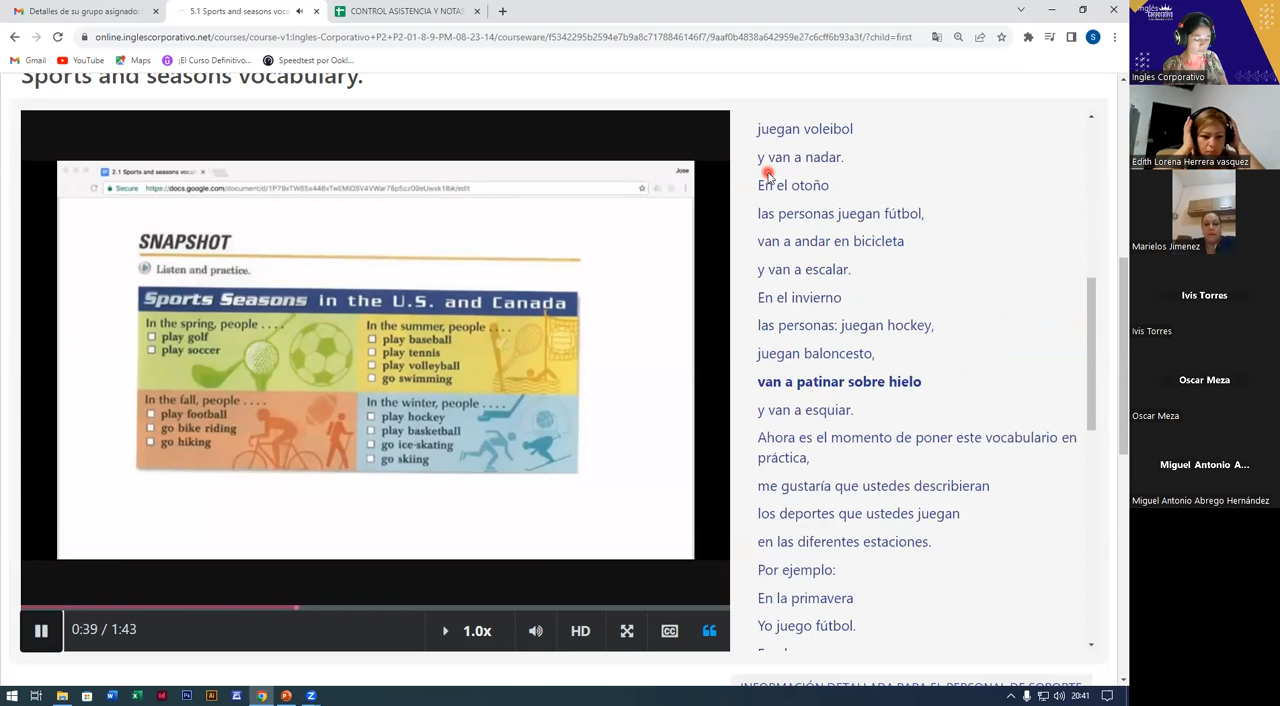 Detalles de su grupo asignado
5.1 Sports and seasons voca
CONTROL ASISTENCIA Y NOTAS
online.inglescorporativo.net/courses/course-v1:Ingles-Corporativo+P2+P2-01-8-9-PM-0-23-14/courseware/f5342295b2594e7b9a8c7178846146f7/9aaf0b4838a642959e27c6cff6b93a3f/?child=first
S
Gmail
YouTube
Maps
¡El Curso Definitivo...
Speedtest por Ookl...
Sports and seasons vocabulary.
2.1 Sports and seasons vocab
Jose
Secure
SNAPSHOT
Listen and practice.
Sports Seasons in the U.S. and Canada
In the spring, people . . . .
play golf
play soccer
In the summer, people . . . .
play baseball
play tennis
play volleyball
go swimming
In the fall, people . . . .
play football
go bike riding
go hiking
In the winter, people . . . .
play hockey
play basketball
go ice-skating
go skiing
0:39 / 1:43
1.0x
HD
CC
juegan voleibol
y van a nadar.
En el otoño
las personas juegan fútbol,
van a andar en bicicleta
y van a escalar.
En el invierno
las personas: juegan hockey,
juegan baloncesto,
van a patinar sobre hielo
y van a esquiar.
Ahora es el momento de poner este vocabulario en
práctica,
me gustaría que ustedes describieran
los deportes que ustedes juegan
en las diferentes estaciones.
Por ejemplo:
En la primavera
Yo juego fútbol.
INFORMACIÓN DETALLADA PARA EL PERSONAL DE SOPORTE
Inglés
Corporativo
Ingles Corporativo
Edith Lorena Herrera vasquez
Marielos Jimenez
Ivis Torres
Ivis Torres
Oscar Meza
Oscar Meza
Miguel Antonio A...
Miguel Antonio Abrego Hernández
20:41